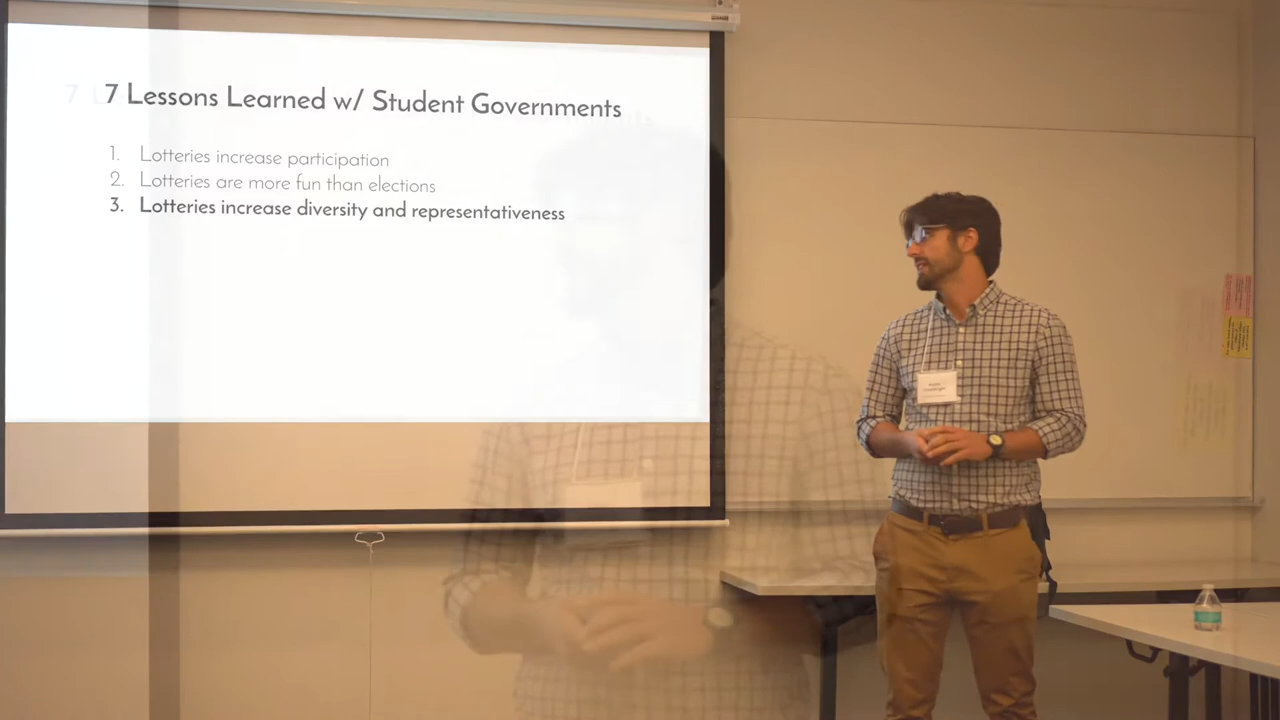 7 Lessons Learned w/ Student Governments
1. Lotteries increase participation
2. Lotteries are more fun than elections
3. Lotteries increase diversity and representativeness